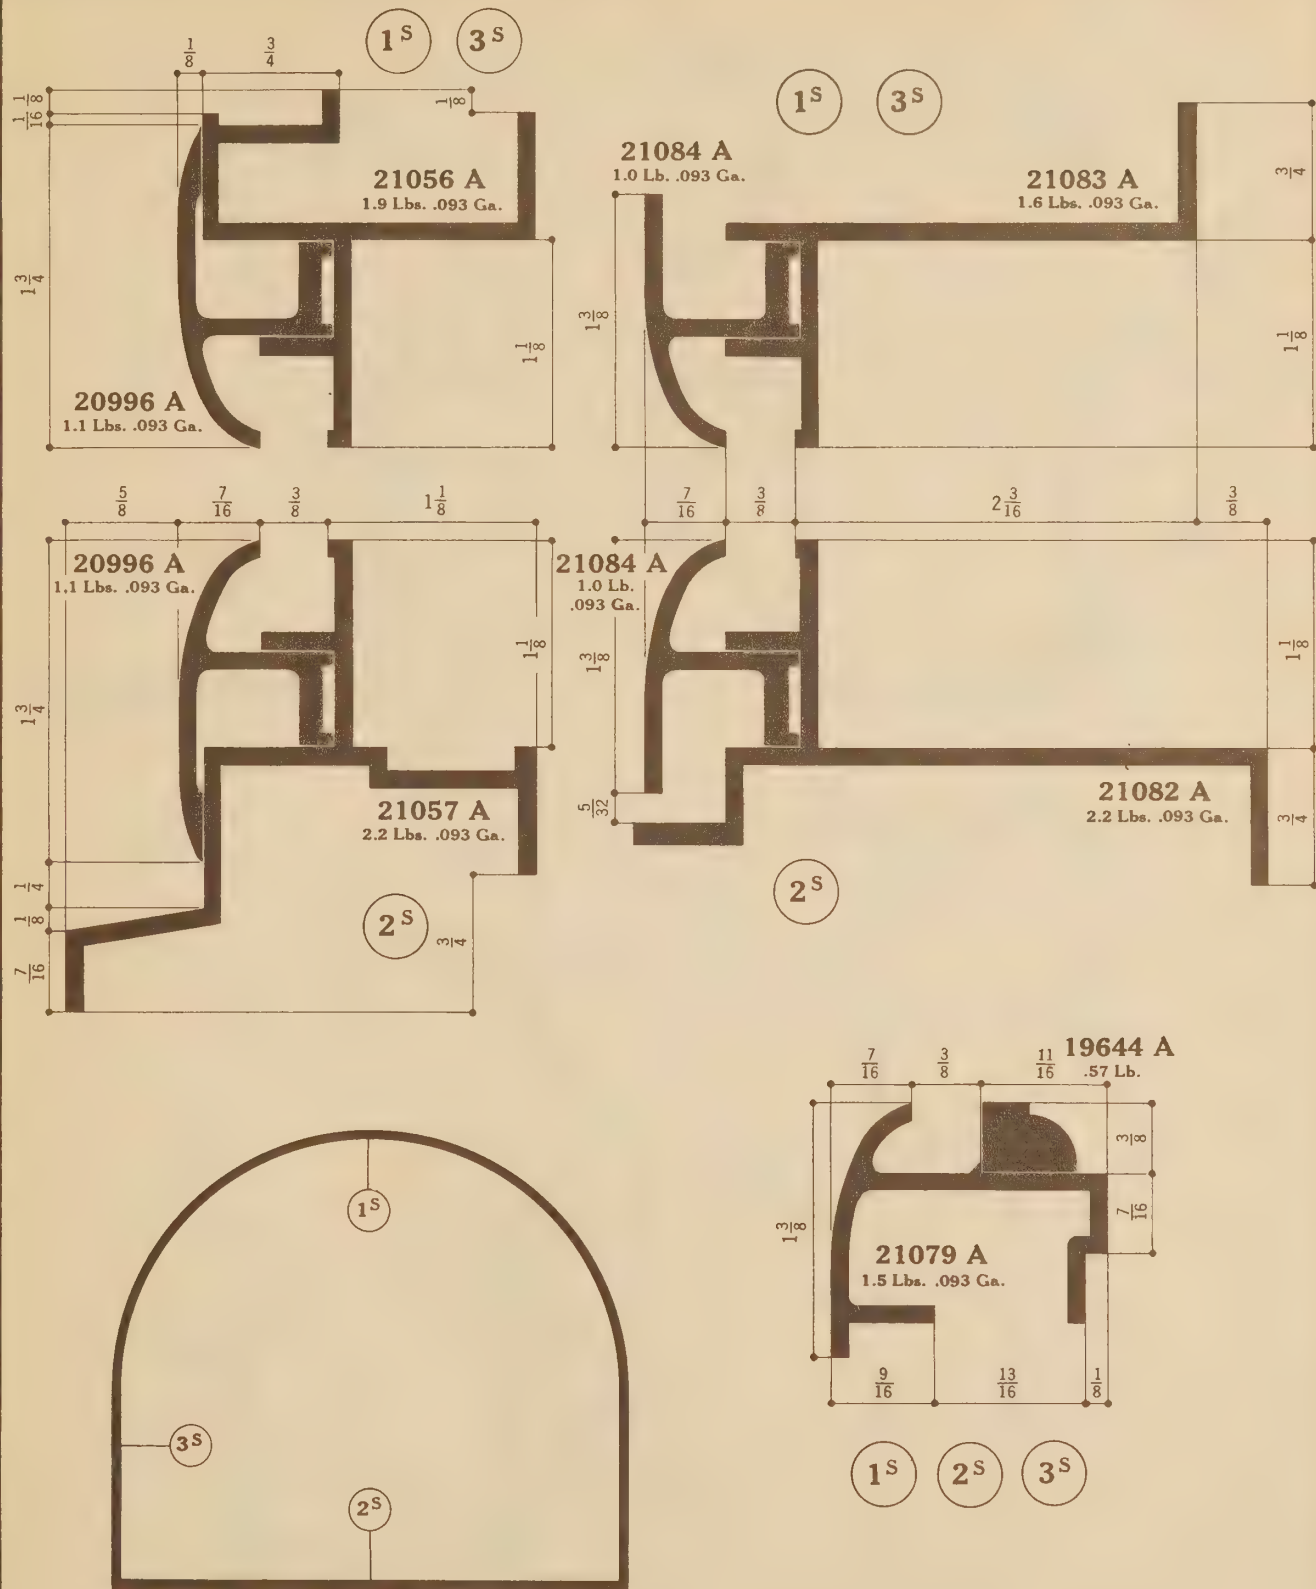 1S 3S
1/8 3/4
1/8
1/16
1/8
21056 A
1.9 Lbs. .093 Ga.
1 3/4
1 1/8
20996 A
1.1 Lbs. .093 Ga.
1S 3S
21084 A
1.0 Lb. .093 Ga.
21083 A
1.6 Lbs. .093 Ga.
3/4
1 3/8
1 1/8
5/8 7/16 3/8 1 1/8
20996 A
1.1 Lbs. .093 Ga.
1 1/8
1 3/4
21057 A
2.2 Lbs. .093 Ga.
1/4
1/8
2S
3/4
7/16
7/16 3/8 2 3/16 3/8
21084 A
1.0 Lb.
.093 Ga.
1 1/8
1 3/8
5/32
21082 A
2.2 Lbs. .093 Ga.
3/4
2S
1S
3S
2S
7/16 3/8 11/16
19644 A
.57 Lb.
3/8
7/16
1 3/8
21079 A
1.5 Lbs. .093 Ga.
9/16 13/16 1/8
1S 2S 3S